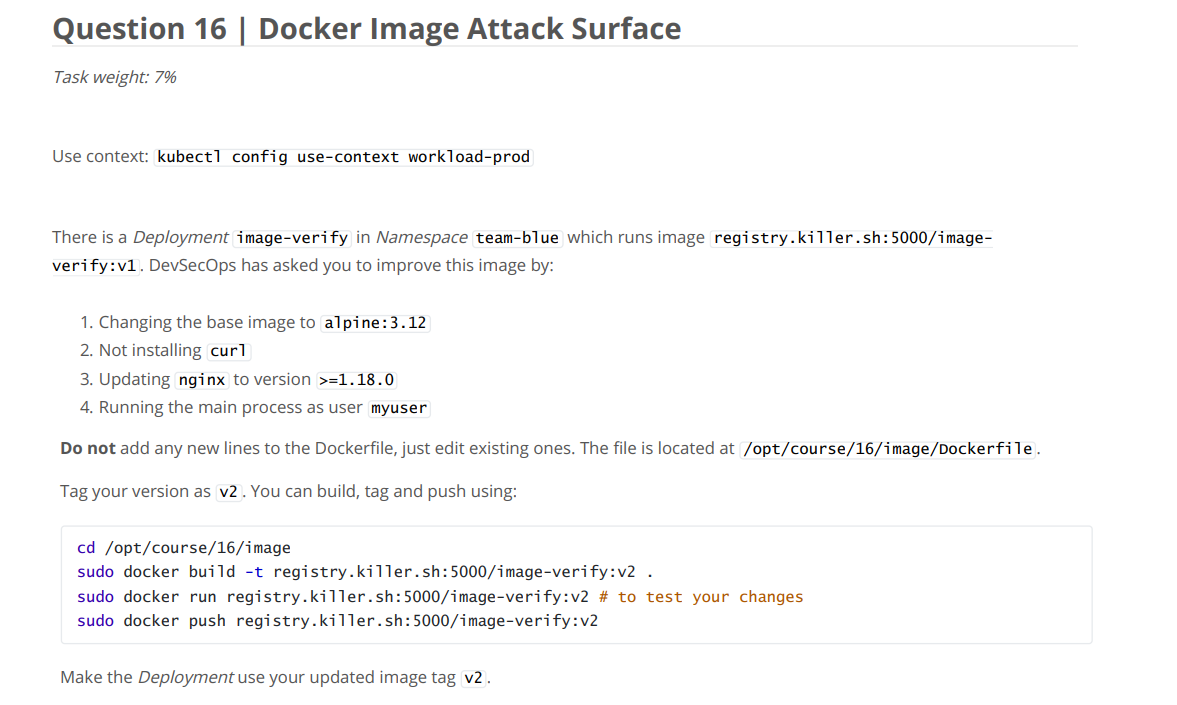 Question 16 | Docker Image Attack Surface
Task weight: 7%
Use context: kubectl config use-context workload-prod
There is a Deployment image-verify in Namespace team-blue which runs image registry.killer.sh:5000/image-
verify:v1. DevSecOps has asked you to improve this image by:
1. Changing the base image to alpine:3.12
2. Not installing curl
3. Updating nginx to version >=1.18.0
4. Running the main process as user myuser
Do not add any new lines to the Dockerfile, just edit existing ones. The file is located at /opt/course/16/image/Dockerfile.
Tag your version as v2. You can build, tag and push using:
cd /opt/course/16/image
sudo docker build -t registry.killer.sh:5000/image-verify:v2 .
sudo docker run registry.killer.sh:5000/image-verify:v2 # to test your changes
sudo docker push registry.killer.sh:5000/image-verify:v2
Make the Deployment use your updated image tag v2.